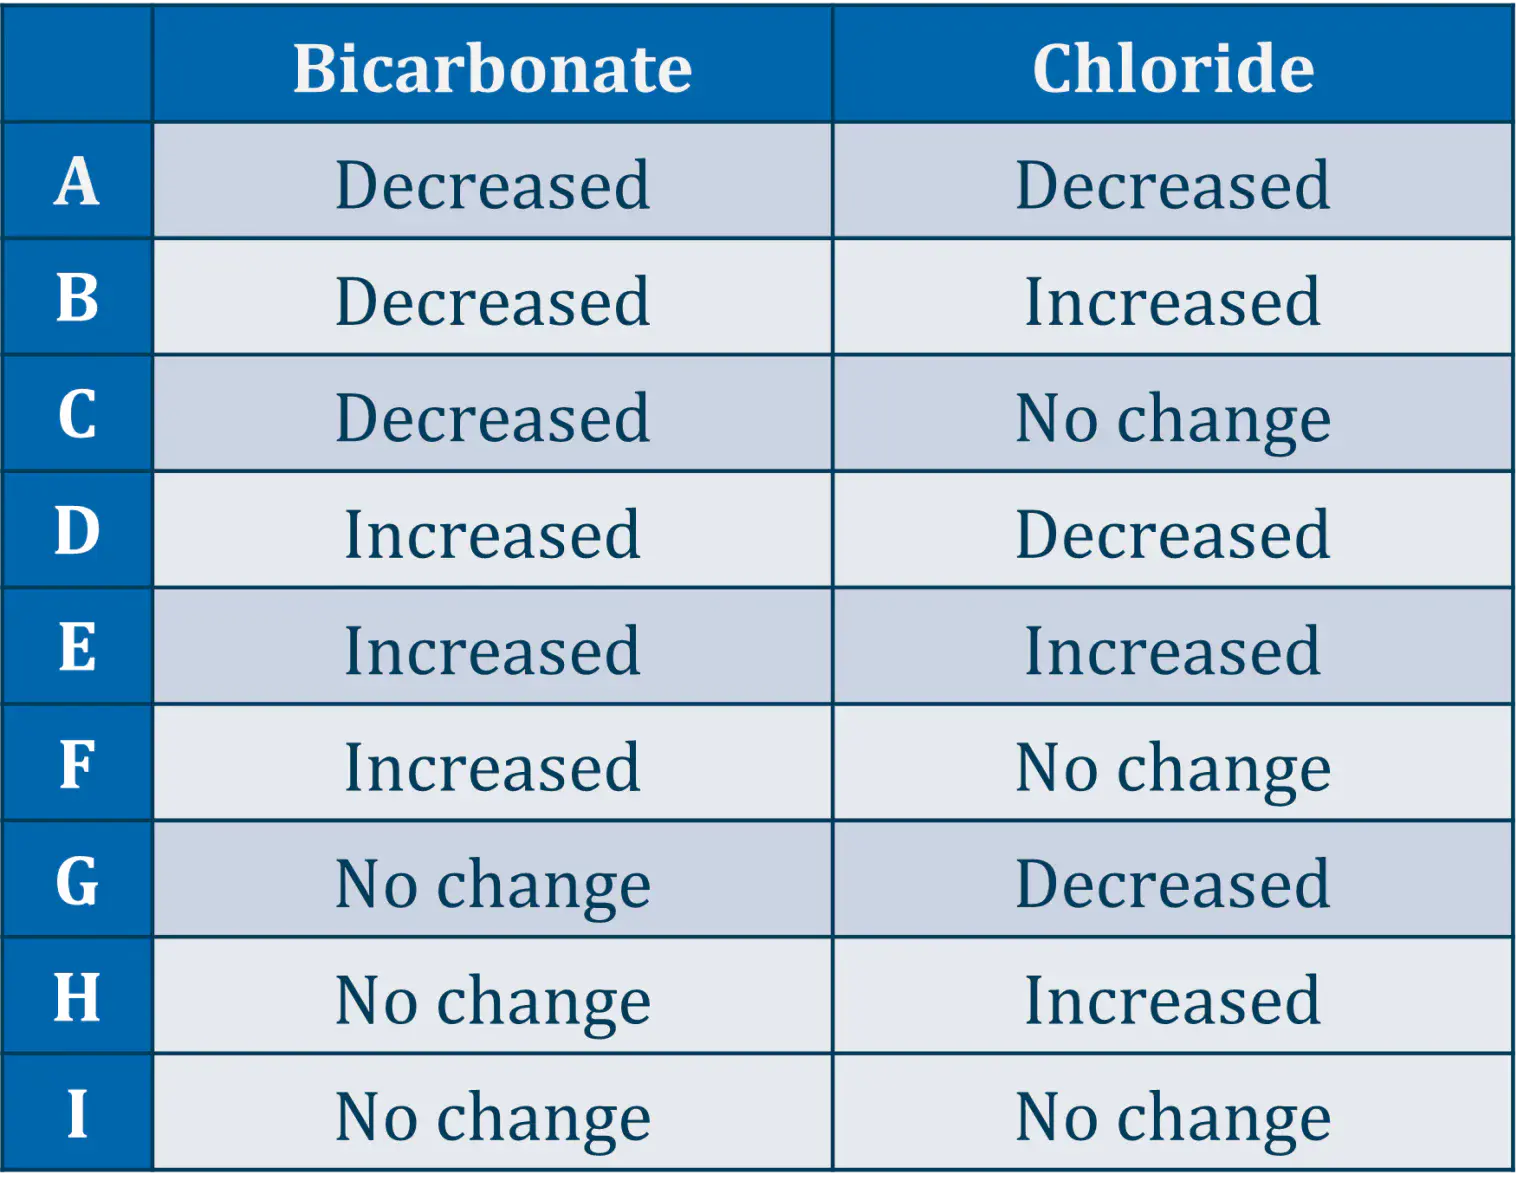 Bicarbonate Chloride
A Decreased Decreased
B Decreased Increased
C Decreased No change
D Increased Decreased
E Increased Increased
F Increased No change
G No change Decreased
H No change Increased
I No change No change